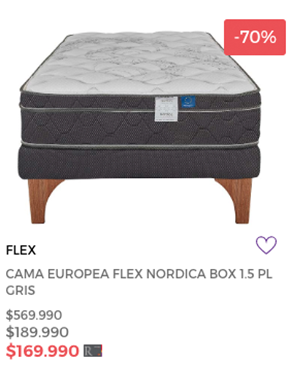 -70%
FLEX
CAMA EUROPEA FLEX NORDICA BOX 1.5 PL
GRIS
$569.990
$189.990
$169.990